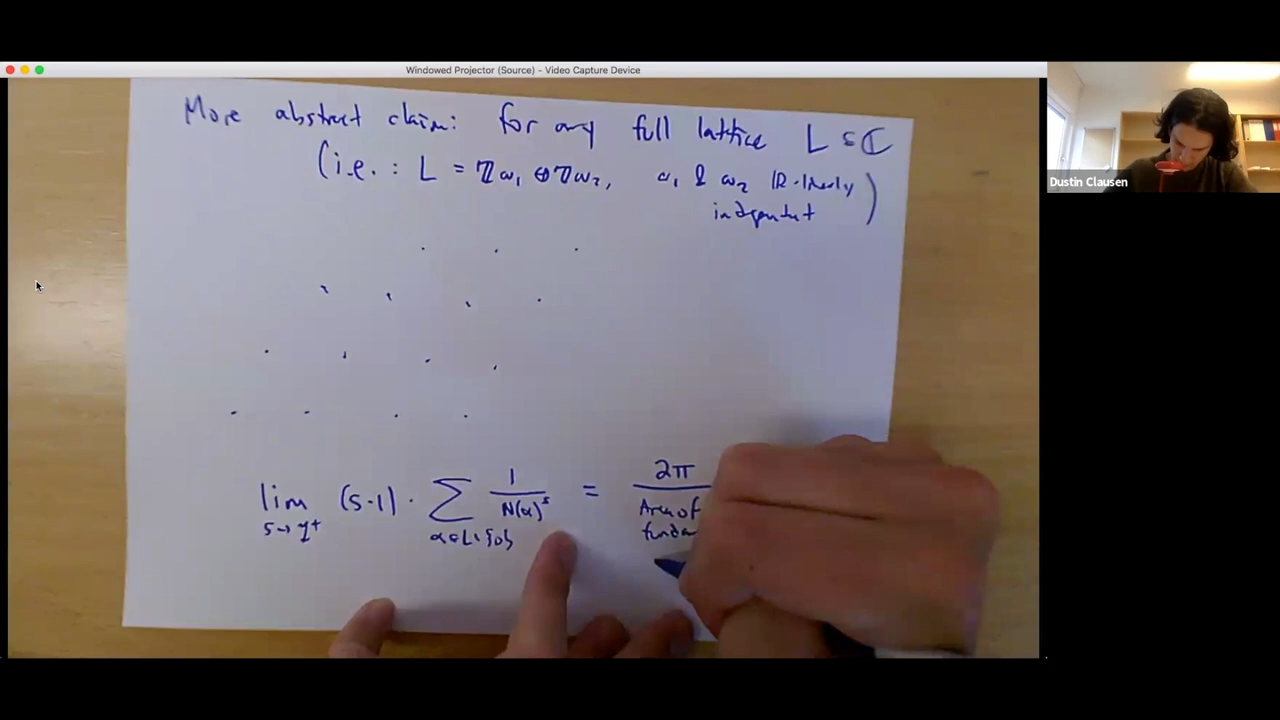 Windowed Projector (Source) - Video Capture Device
More abstract claim: for any full lattice L ⊆ ℂ
(i.e.: L = ℤω₁ ⊕ ℤω₂, ω₁ & ω₂ ℝ-linearly
independent)
lim (s-1) · ∑ 1/N(α)^s = 2π / Area of
s→1⁺ α∈L∖{0}
Dustin Clausen